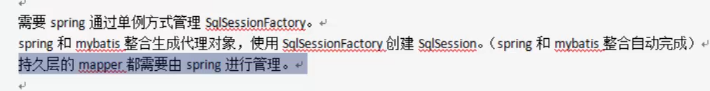 需要 spring 通过单例方式管理 SqlSessionFactory。
spring 和 mybatis 整合生成代理对象，使用 SqlSessionFactory 创建 SqlSession。（spring 和 mybatis 整合自动完成）
持久层的 mapper 都需要由 spring 进行管理。